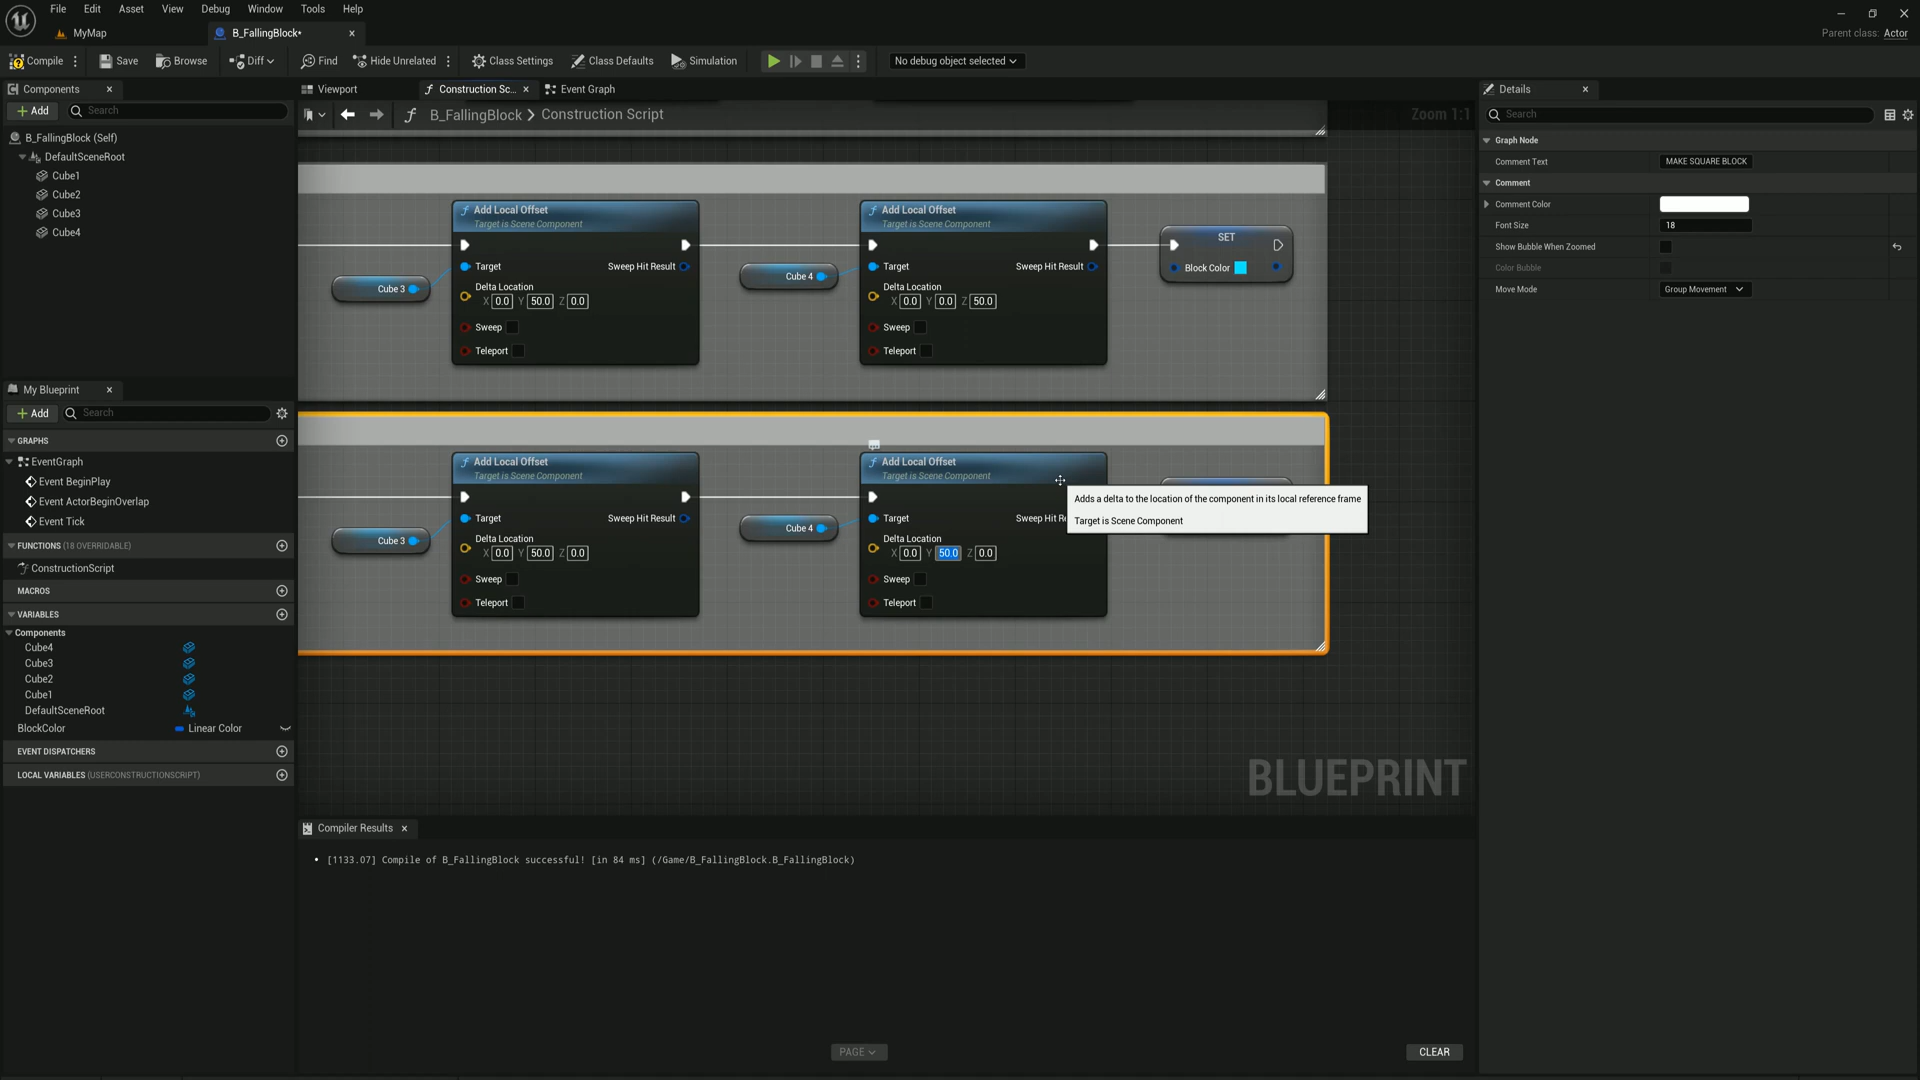 File Edit Asset View Debug Window Tools Help
MyMap
B_FallingBlock•
Parent class: Actor
Compile
Save
Browse
Diff
Find
Hide Unrelated
Class Settings
Class Defaults
Simulation
No debug object selected
Components
Add
Search
B_FallingBlock (Self)
DefaultSceneRoot
Cube1
Cube2
Cube3
Cube4
My Blueprint
Add
Search
GRAPHS
EventGraph
Event BeginPlay
Event ActorBeginOverlap
Event Tick
FUNCTIONS (18 OVERRIDABLE)
ConstructionScript
MACROS
VARIABLES
Components
Cube4
Cube3
Cube2
Cube1
DefaultSceneRoot
BlockColor Linear Color
EVENT DISPATCHERS
LOCAL VARIABLES (USERCONSTRUCTIONSCRIPT)
Viewport
Construction Sc...
Event Graph
B_FallingBlock > Construction Script
Zoom 1:1
Add Local Offset
Target is Scene Component
Target
Sweep Hit Result
Delta Location
X 0.0 Y 50.0 Z 0.0
Sweep
Teleport
Cube 3
Add Local Offset
Target is Scene Component
Target
Sweep Hit Result
Delta Location
X 0.0 Y 0.0 Z 50.0
Sweep
Teleport
Cube 4
SET
Block Color
Add Local Offset
Target is Scene Component
Target
Sweep Hit Result
Delta Location
X 0.0 Y 50.0 Z 0.0
Sweep
Teleport
Cube 3
Add Local Offset
Target is Scene Component
Target
Sweep Hit Re
Delta Location
X 0.0 Y 50.0 Z 0.0
Sweep
Teleport
Cube 4
Adds a delta to the location of the component in its local reference frame
Target is Scene Component
BLUEPRINT
Compiler Results
• [1133.07] Compile of B_FallingBlock successful! [in 84 ms] (/Game/B_FallingBlock.B_FallingBlock)
PAGE
CLEAR
Details
Search
Graph Node
Comment Text MAKE SQUARE BLOCK
Comment
Comment Color
Font Size 18
Show Bubble When Zoomed
Color Bubble
Move Mode Group Movement